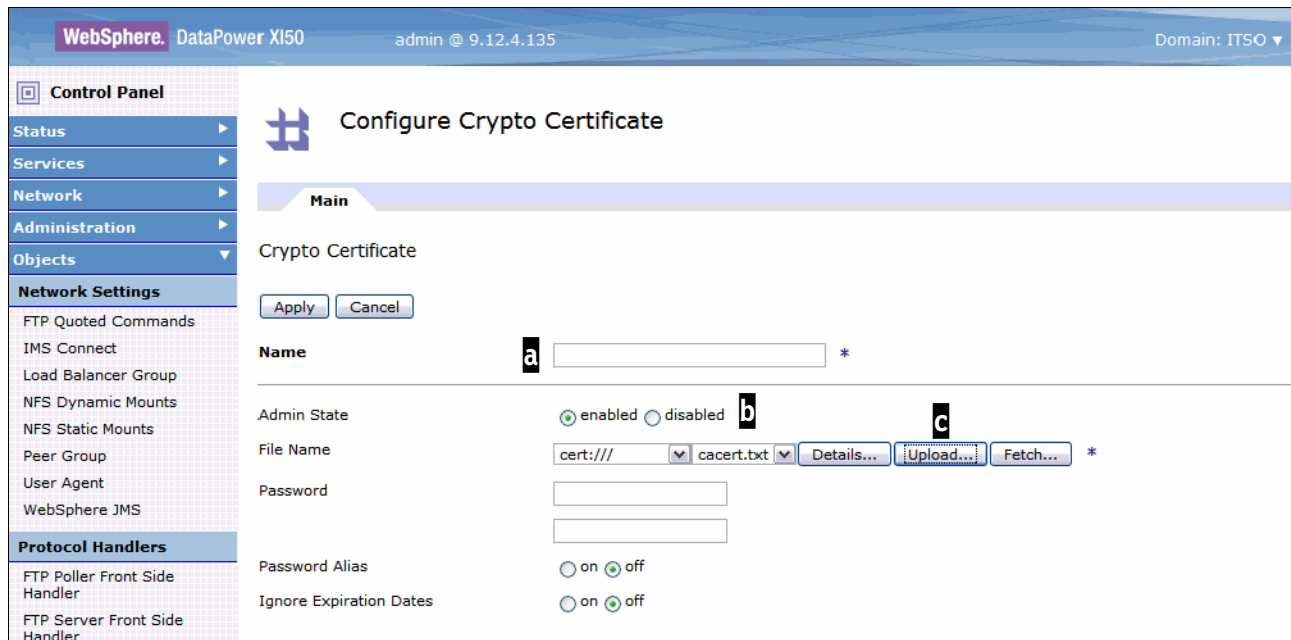 WebSphere. DataPower XI50 admin @ 9.12.4.135 Domain: ITSO
Control Panel
Status
Services
Network
Administration
Objects
Network Settings
FTP Quoted Commands
IMS Connect
Load Balancer Group
NFS Dynamic Mounts
NFS Static Mounts
Peer Group
User Agent
WebSphere JMS
Protocol Handlers
FTP Poller Front Side
Handler
FTP Server Front Side
Handler
Configure Crypto Certificate
Main
Crypto Certificate
Apply Cancel
Name a *
Admin State enabled disabled b
c
File Name cert:/// cacert.txt Details... Upload... Fetch... *
Password
Password Alias on off
Ignore Expiration Dates on off